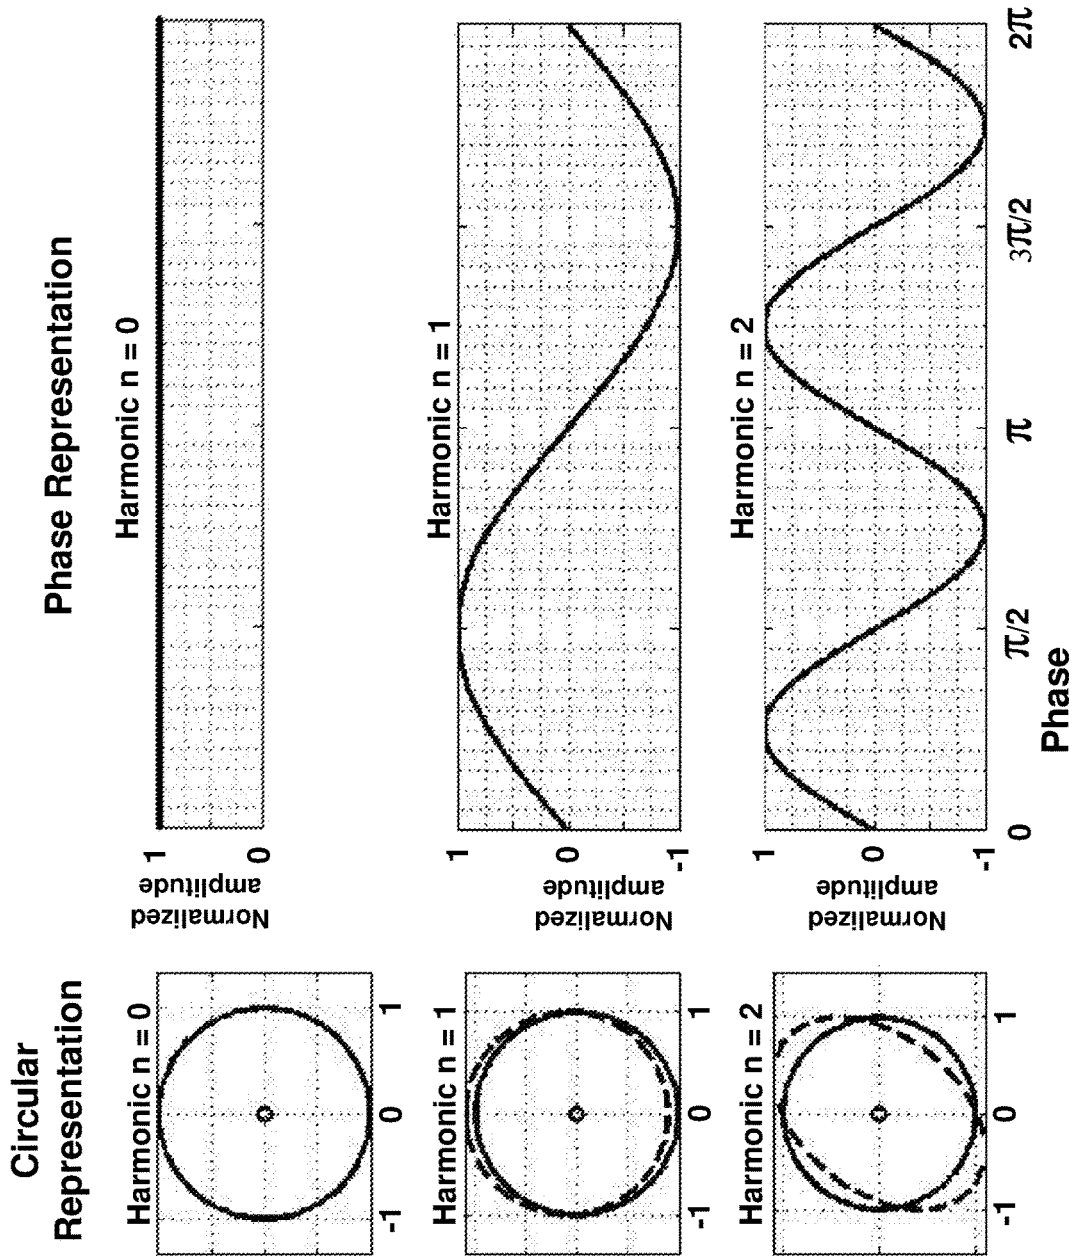 Circular
Representation
Phase Representation
Harmonic n = 0
-1
0
1
Normalized
amplitude
1
0
Harmonic n = 0
Harmonic n = 1
-1
0
1
Normalized
amplitude
1
0
-1
Harmonic n = 1
Harmonic n = 2
-1
0
1
Normalized
amplitude
1
0
-1
Harmonic n = 2
0
π/2
π
3π/2
2π
Phase